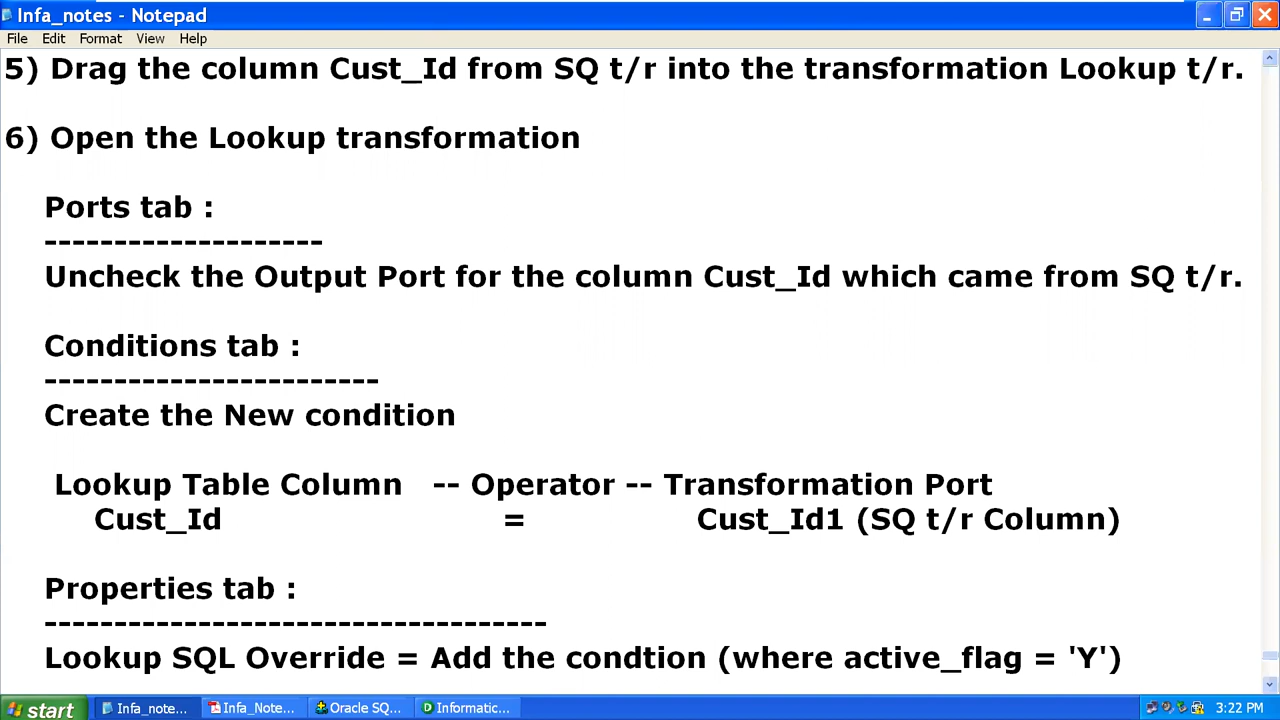 Infa_notes - Notepad
File Edit Format View Help
5) Drag the column Cust_Id from SQ t/r into the transformation Lookup t/r.
6) Open the Lookup transformation
Ports tab :
--------------------
Uncheck the Output Port for the column Cust_Id which came from SQ t/r.
Conditions tab :
------------------------
Create the New condition
Lookup Table Column -- Operator -- Transformation Port
Cust_Id = Cust_Id1 (SQ t/r Column)
Properties tab :
------------------------------------
Lookup SQL Override = Add the condtion (where active_flag = 'Y')
start Infa_note... Infa_Note... Oracle SQ... Informatic... 3:22 PM